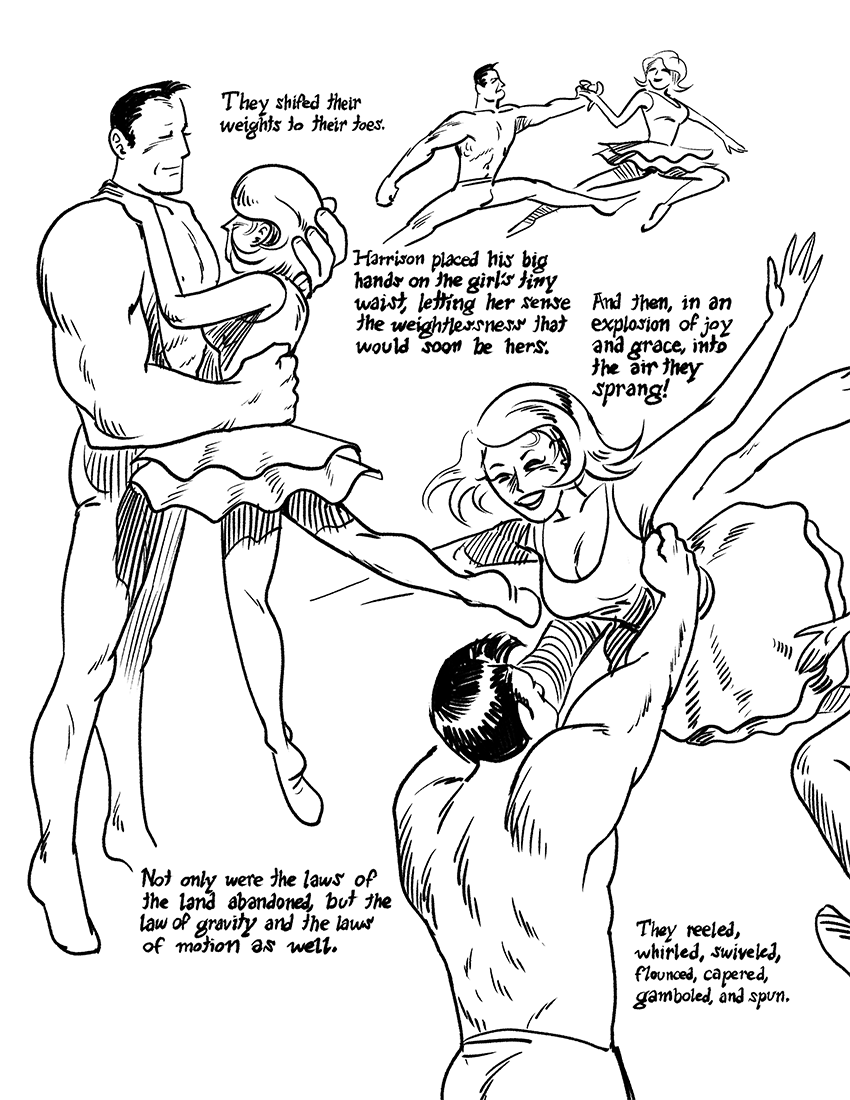 They shifed their
weights to their toes.
Harrison placed his big
hands on the girl's tiny
waist, letting her sense
the weightlessness that
would soon be hers.
And then, in an
explosion of joy
and grace, into
the air they
sprang!
Not only were the laws of
the land abandoned, but the
law of gravity and the laws
of motion as well.
They reeled,
whirled, swiveled,
flounced, capered,
gamboled, and spun.